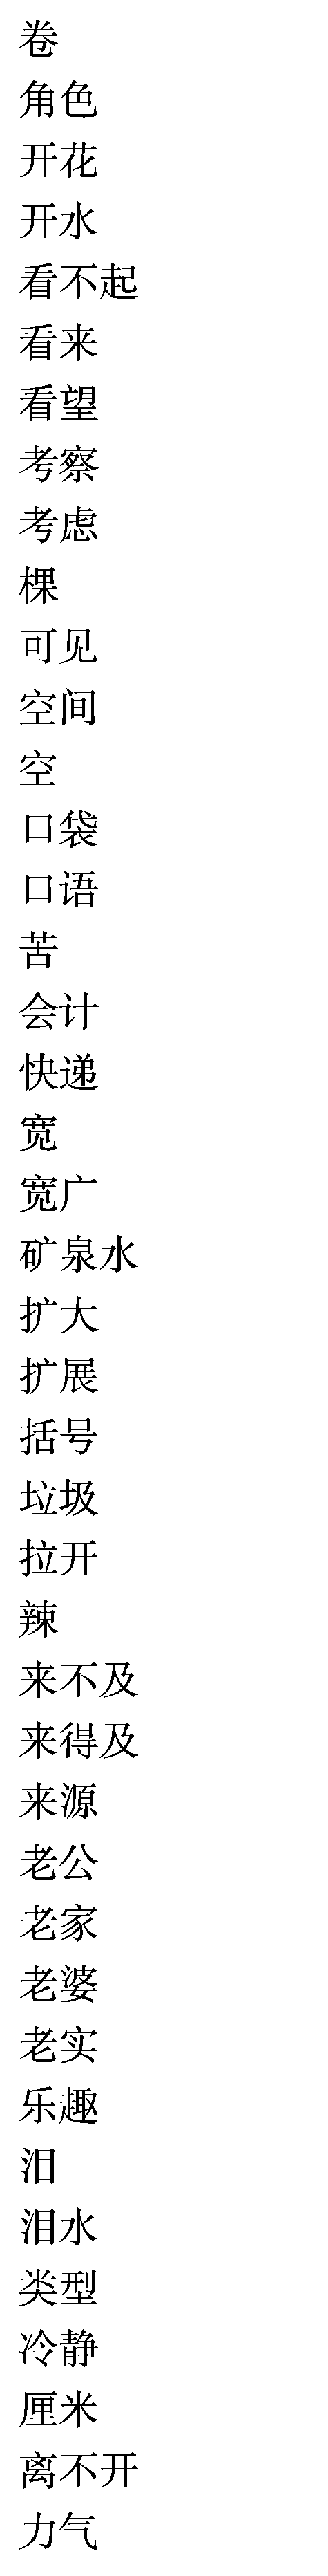 卷
角色
开花
开水
看不起
看来
看望
考察
考虑
棵
可见
空间
空
口袋
口语
苦
会计
快递
宽
宽广
矿泉水
扩大
扩展
括号
垃圾
拉开
辣
来不及
来得及
来源
老公
老家
老婆
老实
乐趣
泪
泪水
类型
冷静
厘米
离不开
力气